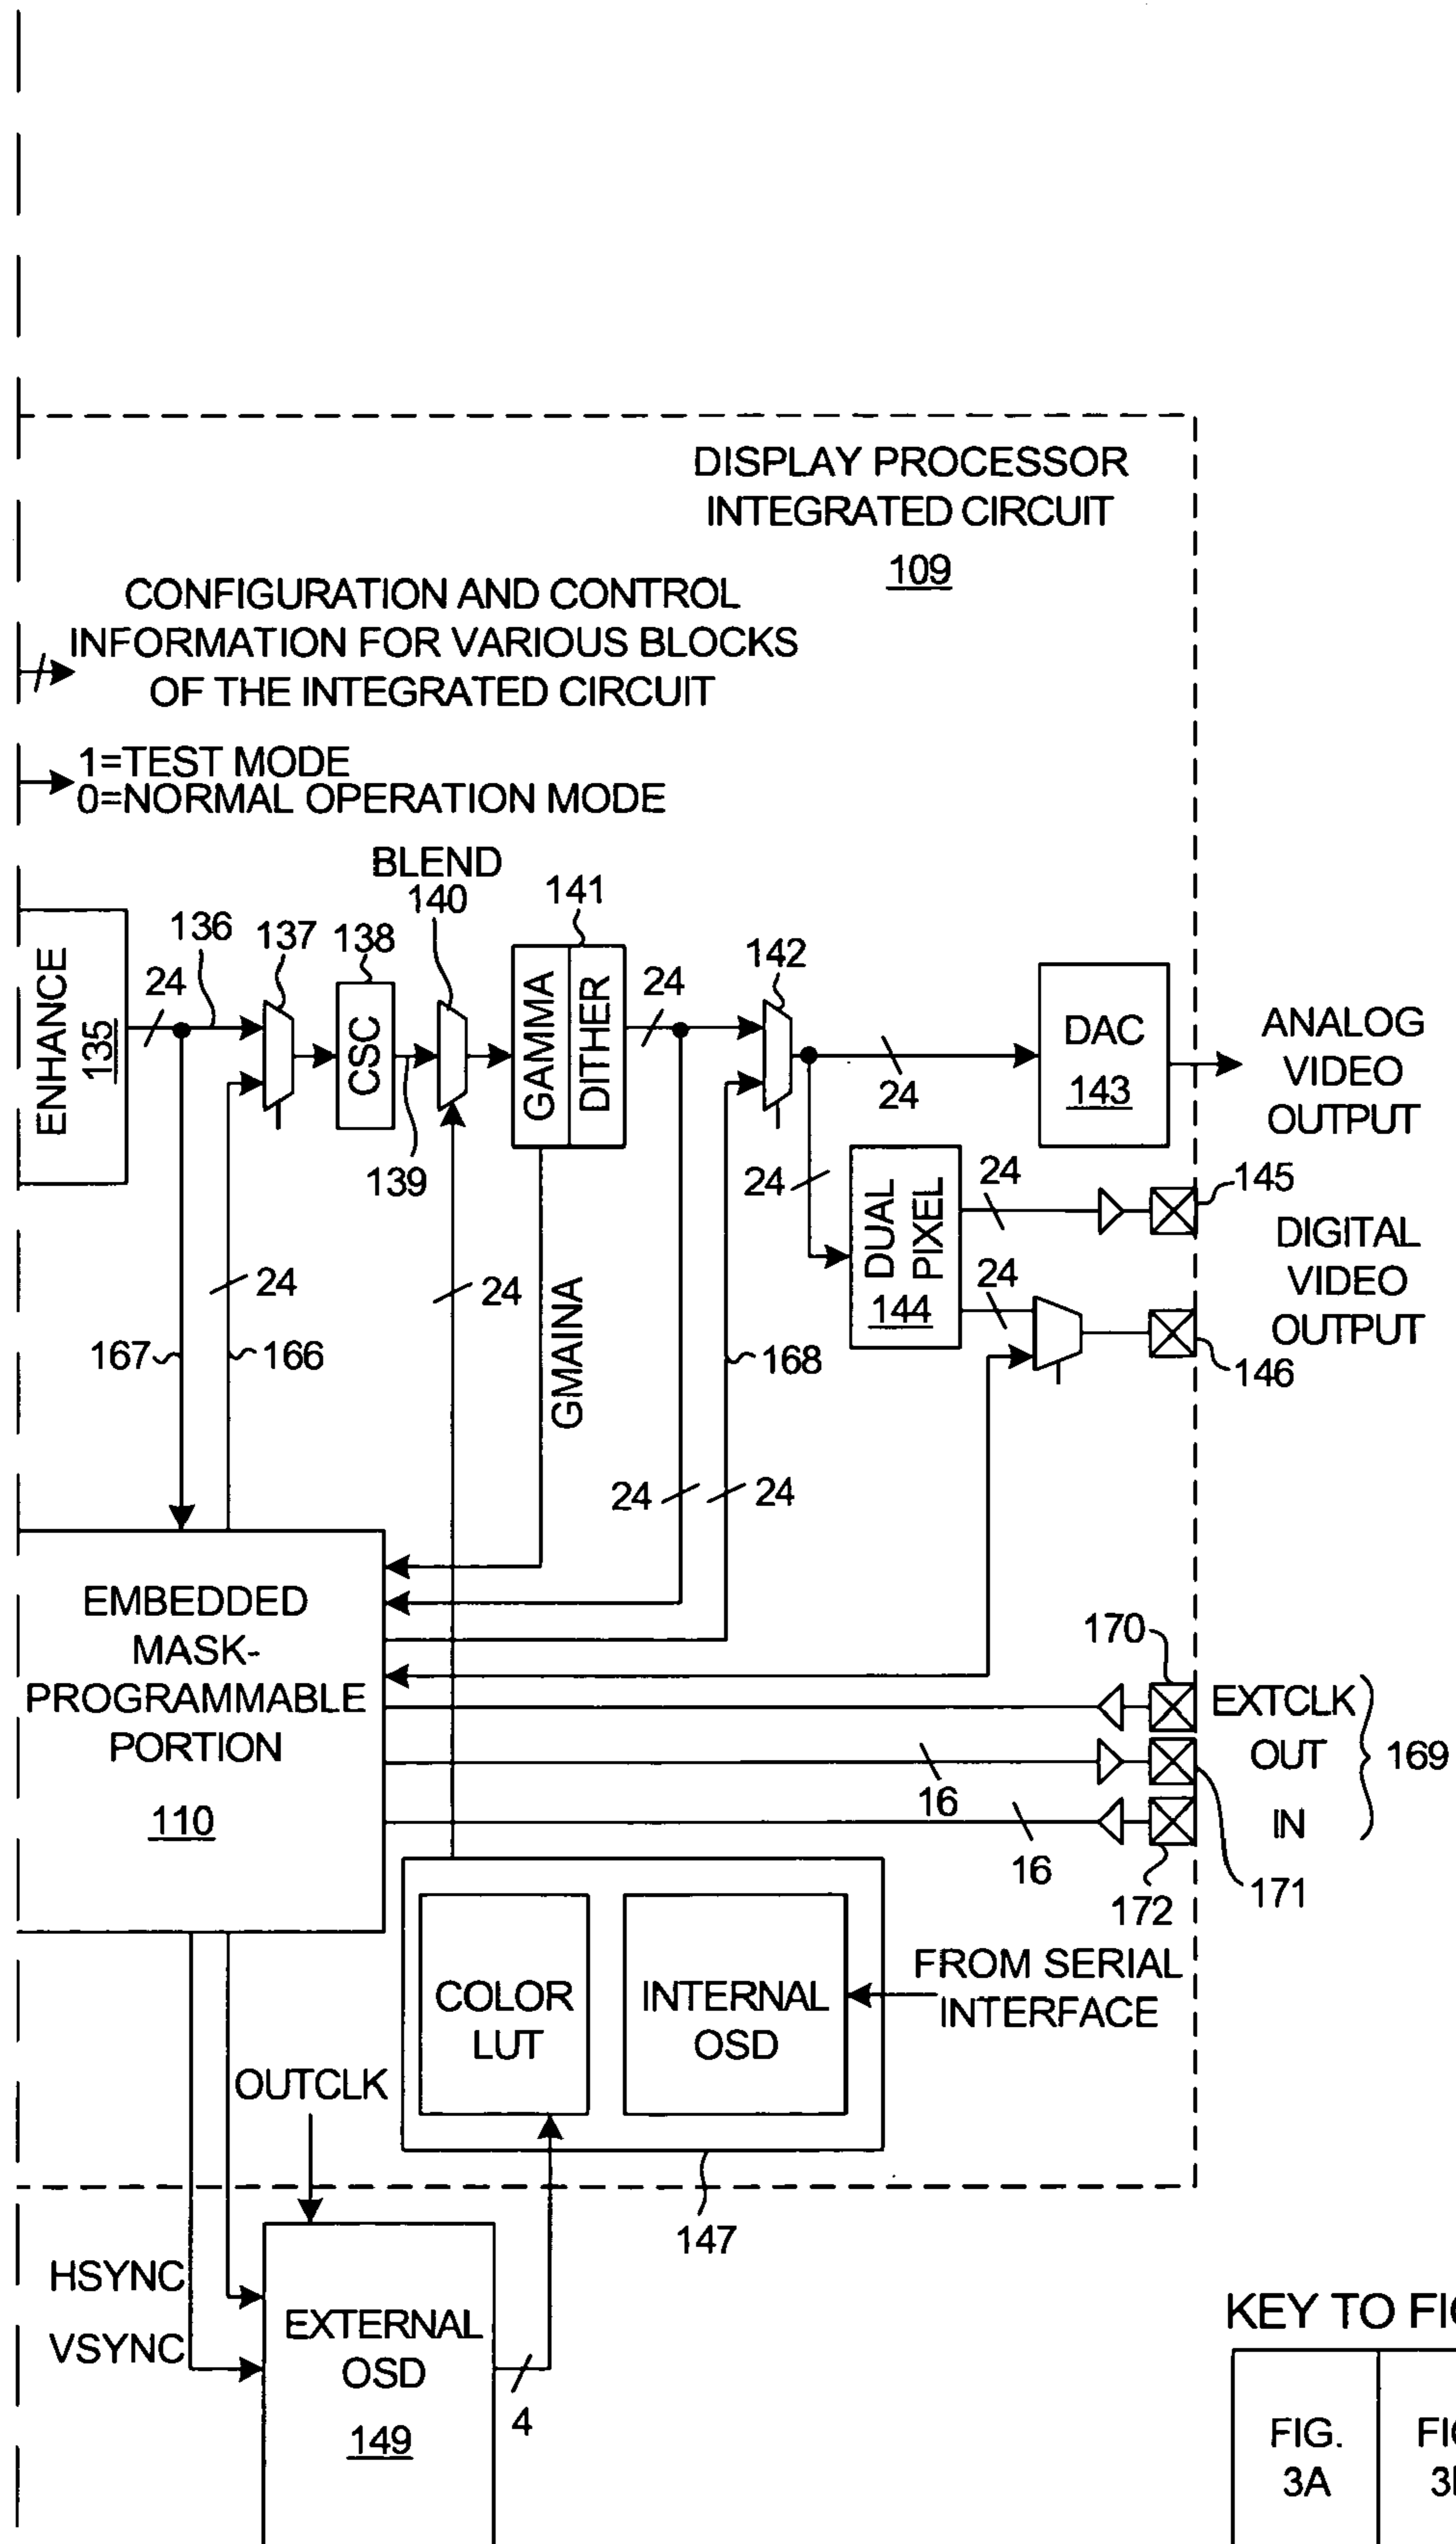 DISPLAY PROCESSOR
INTEGRATED CIRCUIT
109
CONFIGURATION AND CONTROL
INFORMATION FOR VARIOUS BLOCKS
OF THE INTEGRATED CIRCUIT
1=TEST MODE
0=NORMAL OPERATION MODE
BLEND
140
141
136
137
138
142
24
24
ENHANCE
135
CSC
GAMMA
DITHER
DAC
143
24
ANALOG
VIDEO
OUTPUT
139
24
DUAL
PIXEL
144
24
145
24
DIGITAL
VIDEO
OUTPUT
146
24
24
167
166
GMAINA
168
24
24
EMBEDDED
MASK-
PROGRAMMABLE
PORTION
110
170
EXTCLK
OUT
IN
169
16
16
171
172
COLOR
LUT
INTERNAL
OSD
FROM SERIAL
INTERFACE
OUTCLK
147
HSYNC
VSYNC
EXTERNAL
OSD
149
4
KEY TO
FIG.
3A